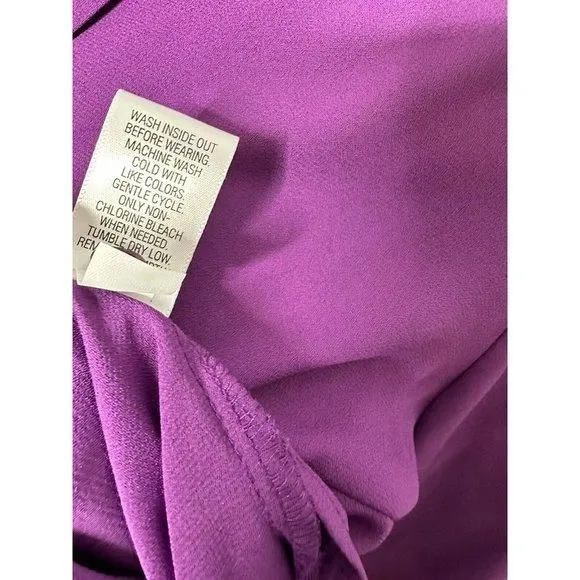 WASH INSIDE OUT
BEFORE WEARING.
MACHINE WASH
COLD WITH
LIKE COLORS.
GENTLE CYCLE.
ONLY NON-
CHLORINE BLEACH
WHEN NEEDED.
TUMBLE DRY LOW.